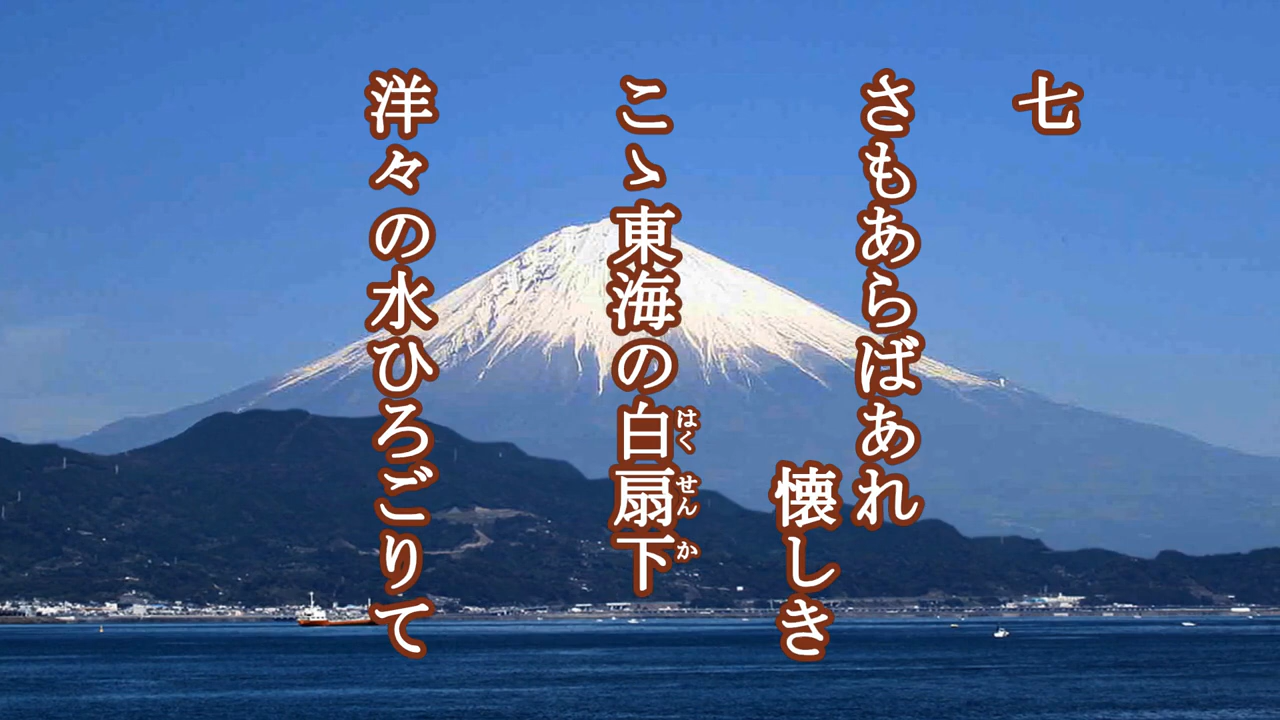 七
さもあらばあれ
懐しき
こゝ東海の白扇下
はくせんか
洋々の水ひろごりて